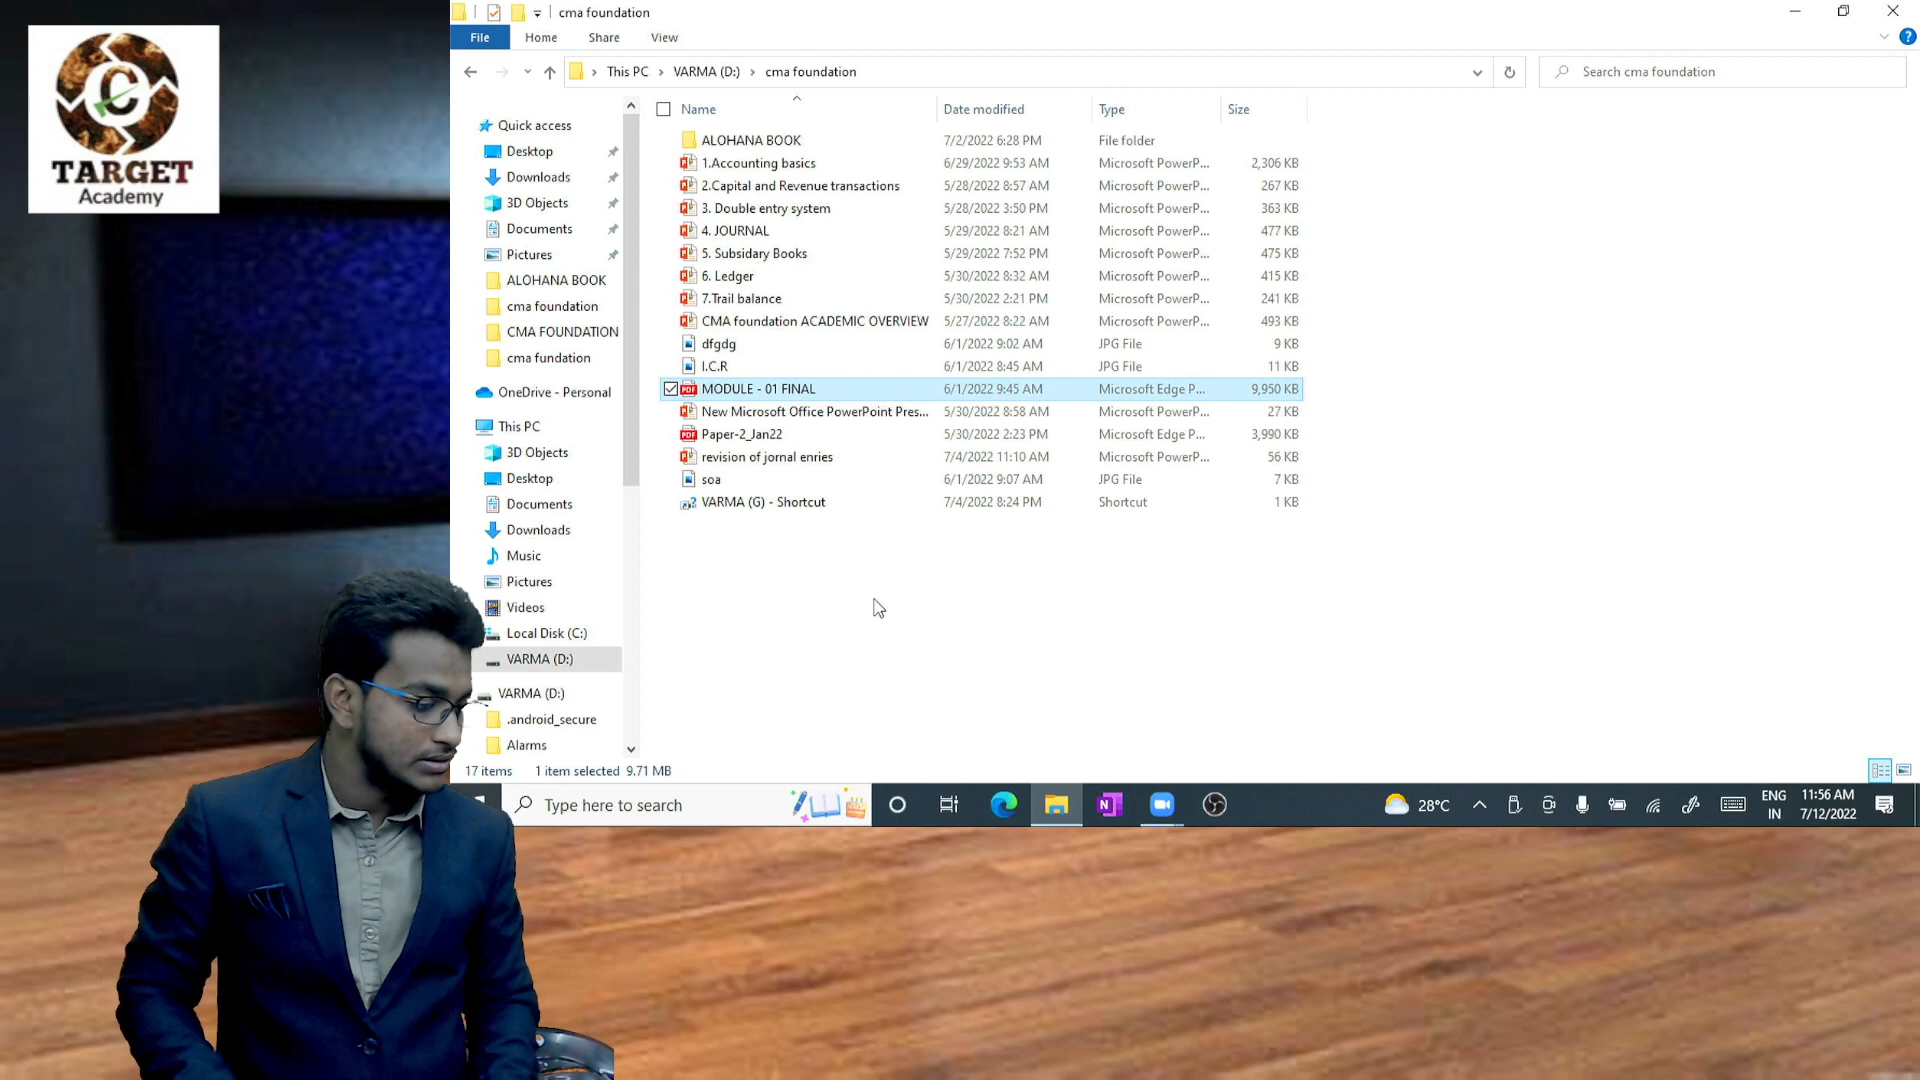 TARGET
Academy
cma foundation
File Home Share View
This PC VARMA (D:) cma foundation
Search cma foundation
Name Date modified Type Size
Quick access
Desktop
Downloads
3D Objects
Documents
Pictures
ALOHANA BOOK
cma foundation
CMA FOUNDATION
cma fundation
OneDrive - Personal
This PC
3D Objects
Desktop
Documents
Downloads
Music
Pictures
Videos
Local Disk (C:)
VARMA (D:)
VARMA (D:)
.android_secure
Alarms
ALOHANA BOOK 7/2/2022 6:28 PM File folder
1.Accounting basics 6/29/2022 9:53 AM Microsoft PowerP... 2,306 KB
2.Capital and Revenue transactions 5/28/2022 8:57 AM Microsoft PowerP... 267 KB
3. Double entry system 5/28/2022 3:50 PM Microsoft PowerP... 363 KB
4. JOURNAL 5/29/2022 8:21 AM Microsoft PowerP... 477 KB
5. Subsidary Books 5/29/2022 7:52 PM Microsoft PowerP... 475 KB
6. Ledger 5/30/2022 8:32 AM Microsoft PowerP... 415 KB
7.Trail balance 5/30/2022 2:21 PM Microsoft PowerP... 241 KB
CMA foundation ACADEMIC OVERVIEW 5/27/2022 8:22 AM Microsoft PowerP... 493 KB
dfgdg 6/1/2022 9:02 AM JPG File 9 KB
I.C.R 6/1/2022 8:45 AM JPG File 11 KB
MODULE - 01 FINAL 6/1/2022 9:45 AM Microsoft Edge P... 9,950 KB
New Microsoft Office PowerPoint Pres... 5/30/2022 8:58 AM Microsoft PowerP... 27 KB
Paper-2_Jan22 5/30/2022 2:23 PM Microsoft Edge P... 3,990 KB
revision of jornal enries 7/4/2022 11:10 AM Microsoft PowerP... 56 KB
soa 6/1/2022 9:07 AM JPG File 7 KB
VARMA (G) - Shortcut 7/4/2022 8:24 PM Shortcut 1 KB
17 items 1 item selected 9.71 MB
Type here to search
28°C
ENG
IN
11:56 AM
7/12/2022